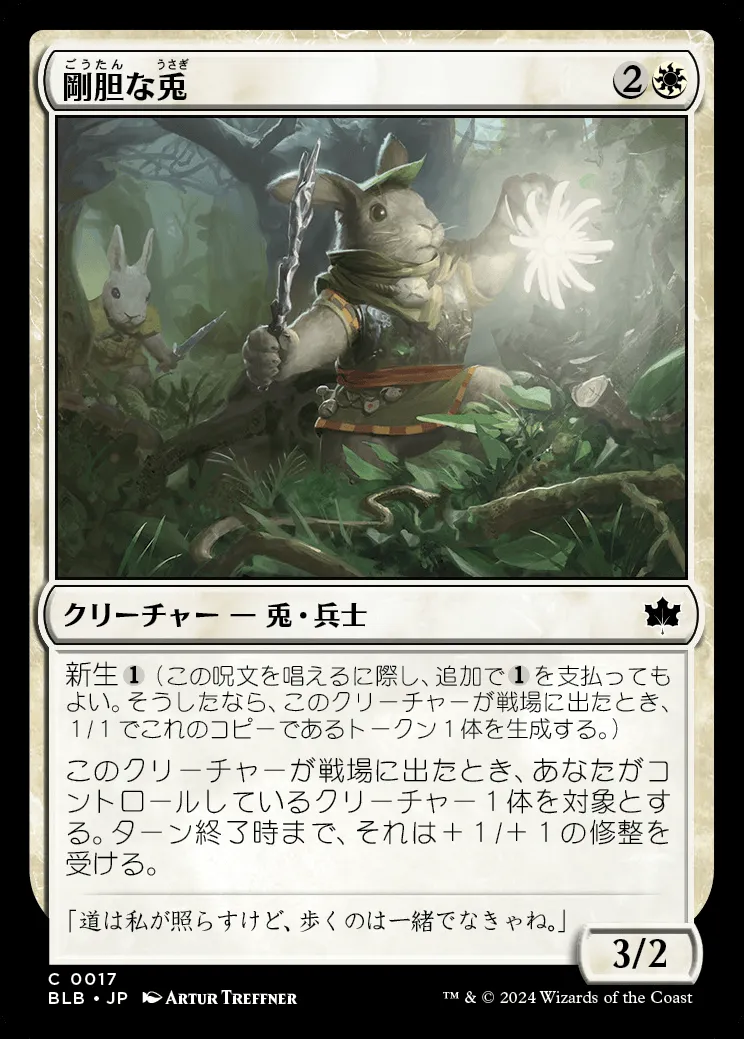 ごうたん うさぎ
剛胆な兎 2
クリーチャー — 兎・兵士
新生 1 (この呪文を唱えるに際し、追加で 1 を支払っても
よい。そうしたなら、このクリーチャーが戦場に出たとき、
1/1 でこれのコピーであるトークン1体を生成する。)
このクリーチャーが戦場に出たとき、あなたがコ
ントロールしているクリーチャー1体を対象とす
る。ターン終了時まで、それは+1/+1の修整を
受ける。
「道は私が照らすけど、歩くのは一緒でなきゃね。」
3/2
C 0017
BLB • JP ARTUR TREFFNER
™ & © 2024 Wizards of the Coast